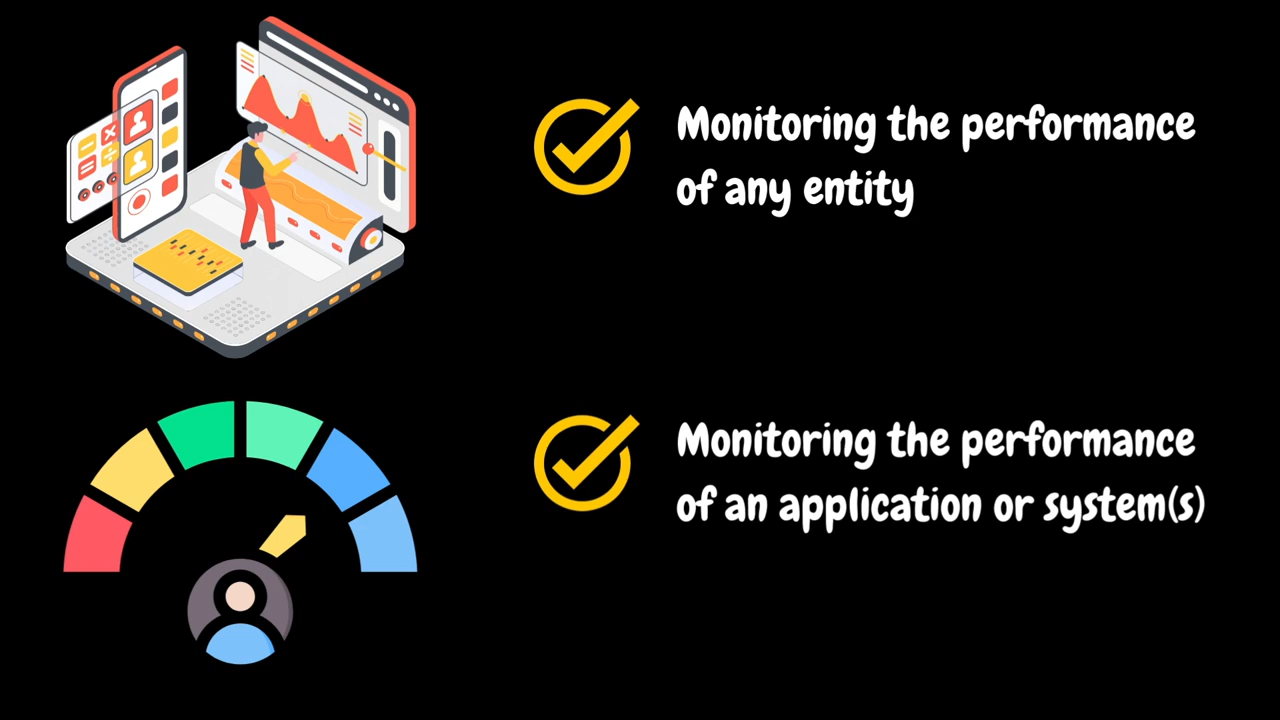 Monitoring the performance
of any entity
Monitoring the performance
of an application or system(s)